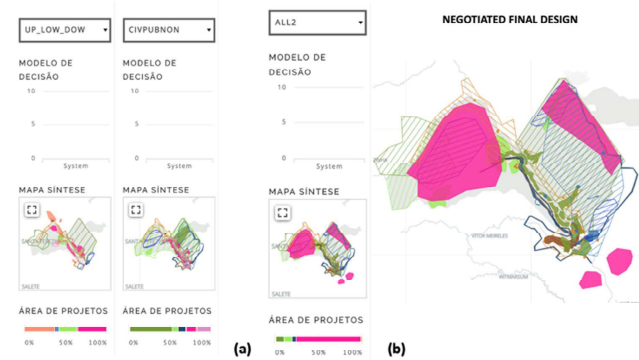 UP_LOW_DOW
MODELO DE
DECISÃO
10
5
0
System
MAPA SÍNTESE
SALETE
ÁREA DE PROJETOS
0%
50%
100%
CIVPUBNON
MODELO DE
DECISÃO
10
5
0
System
MAPA SÍNTESE
SALETE
ÁREA DE PROJETOS
0%
50%
100%
(a)
ALL2
MODELO DE
DECISÃO
10
5
0
System
MAPA SÍNTESE
SALETE
ÁREA DE PROJETOS
0%
50%
100%
NEGOTIATED FINAL DESIGN
VITOR MEIRELES
WITMARSUM
(b)